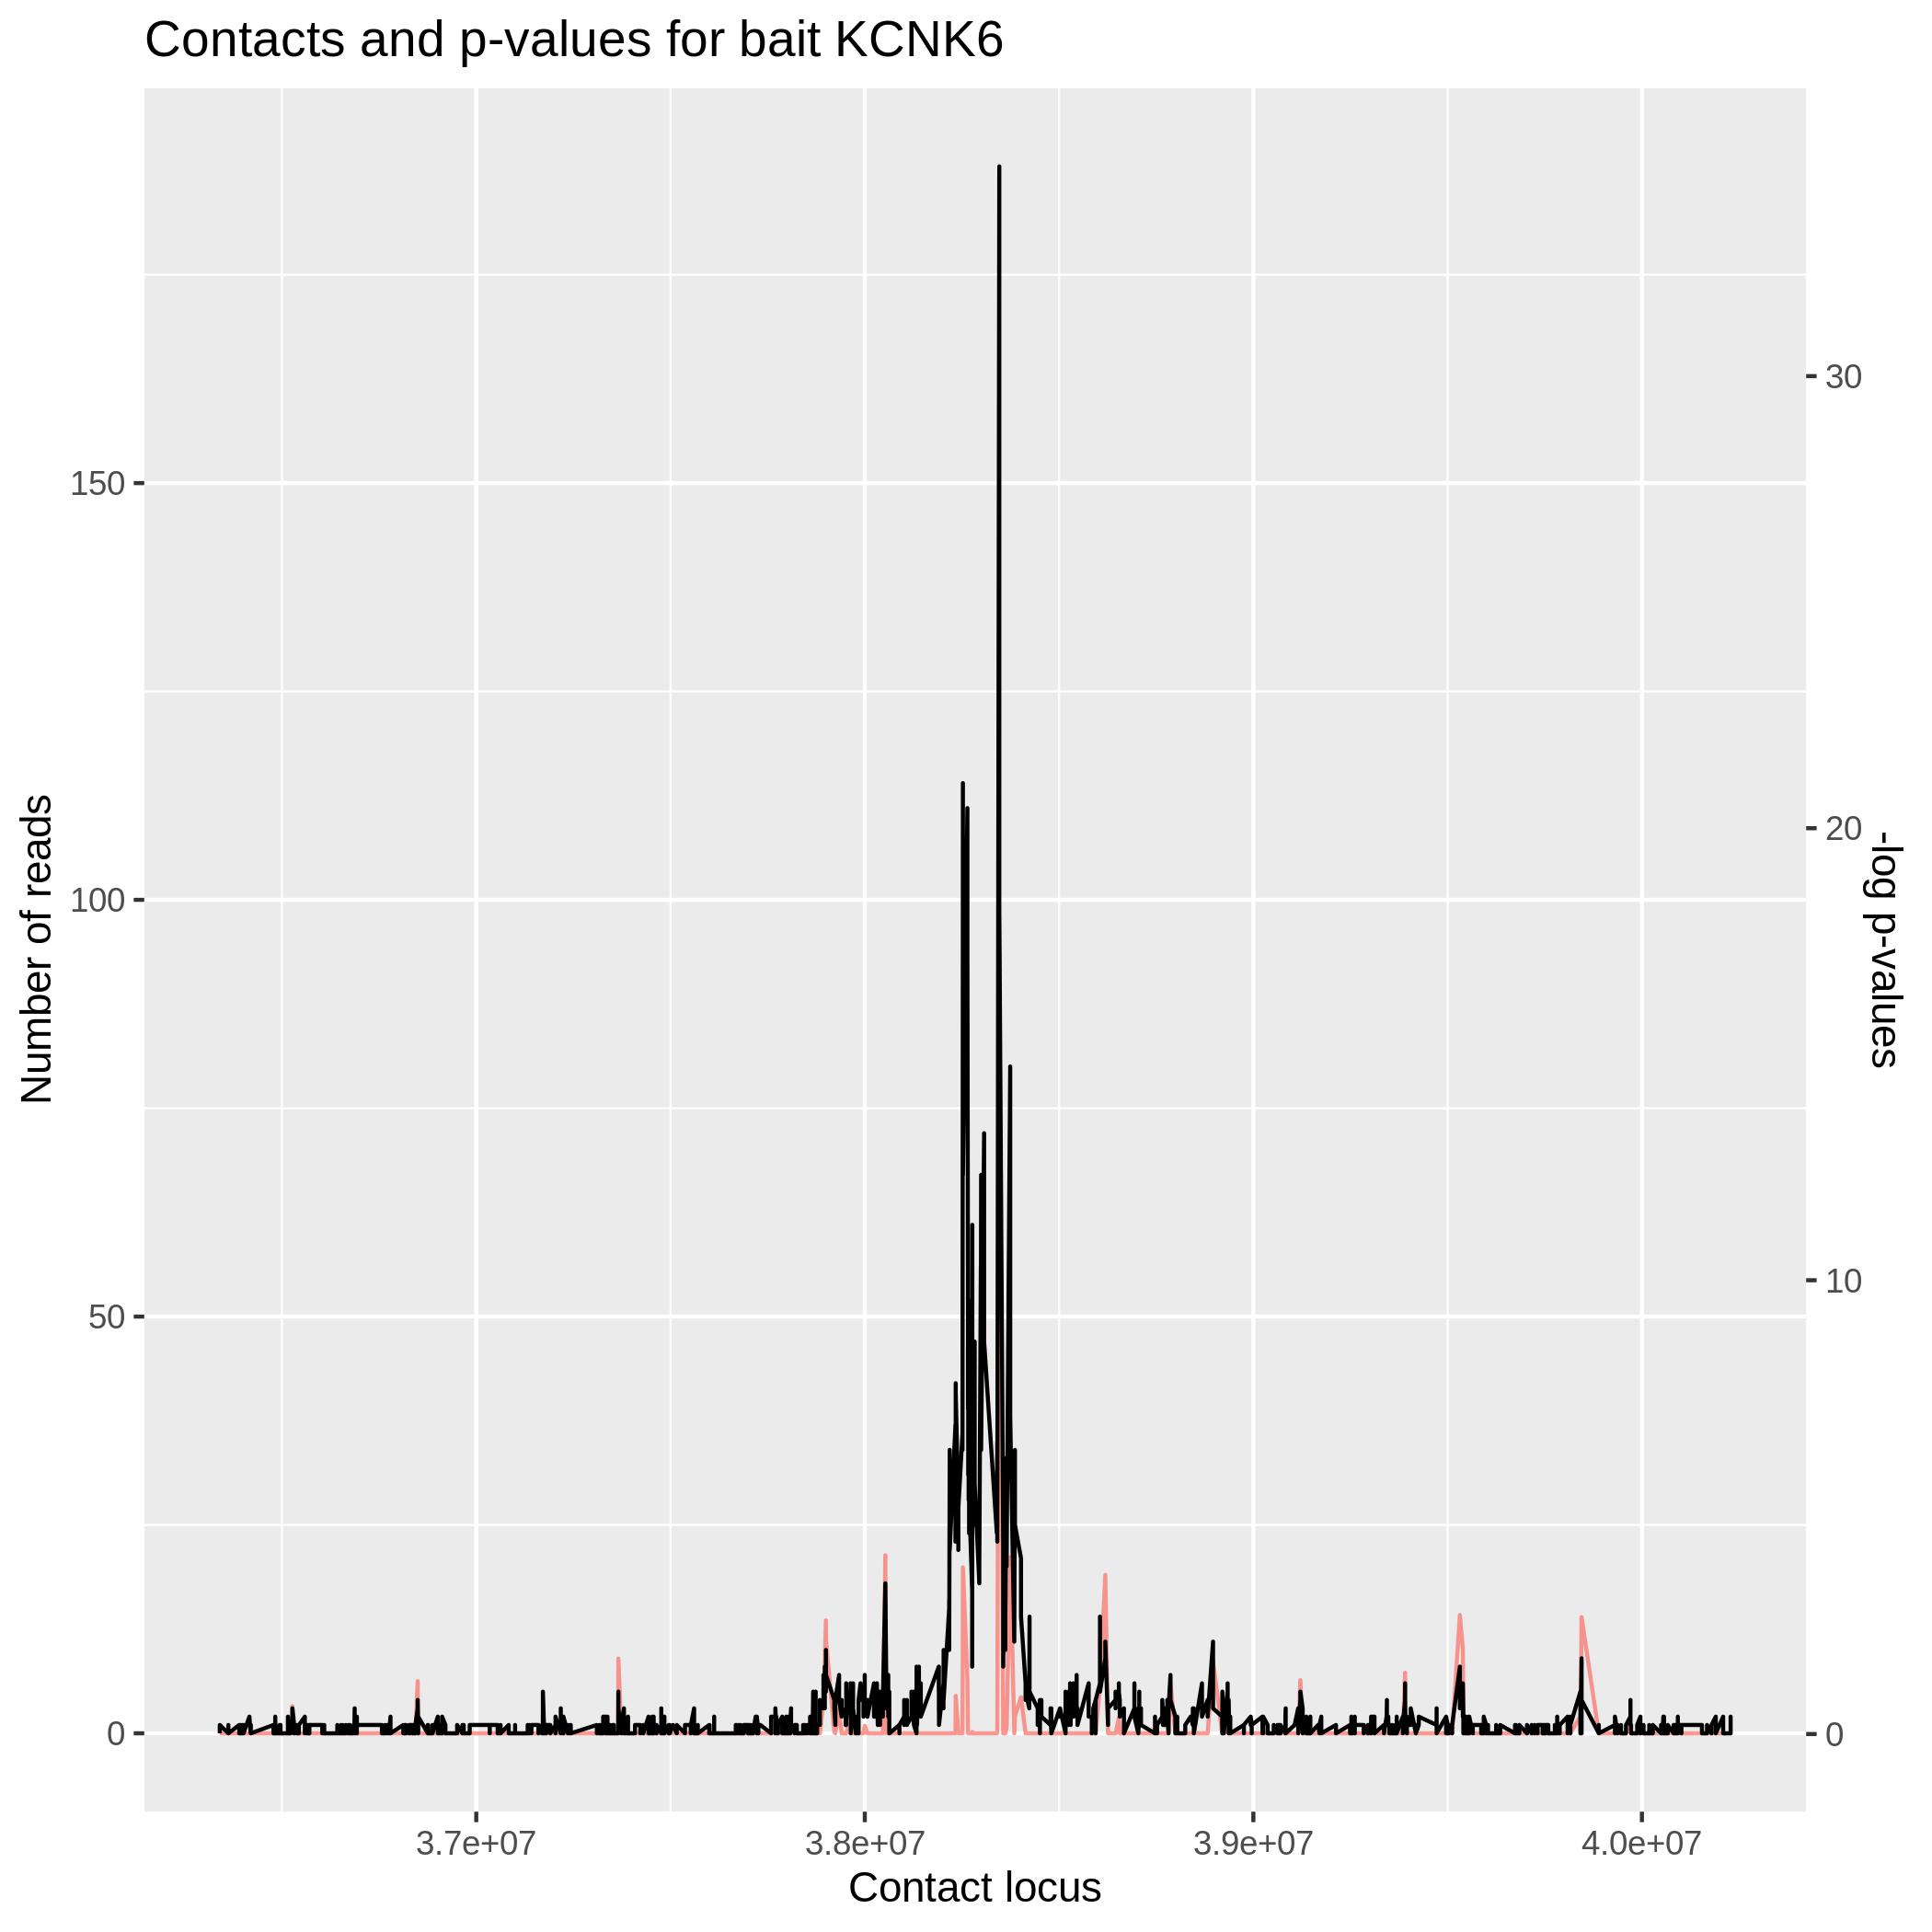 Contacts and p-values for bait KCNK6
Number of reads
150
100
50
0
30
20
10
0
-log p-values
3.7e+07
3.8e+07
3.9e+07
4.0e+07
Contact locus